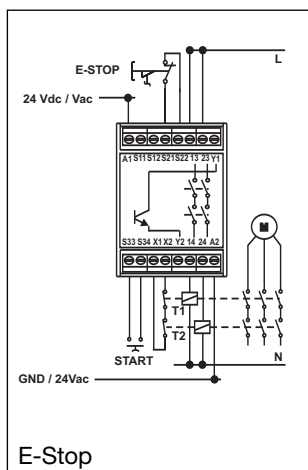 L
E-STOP
24 Vdc / Vac
A1 S11 S12 S21 S22 13 23 Y1
M
S33 S34 X1 X2 Y2 14 24 A2
T1
T2
START
N
GND / 24Vac
E-Stop